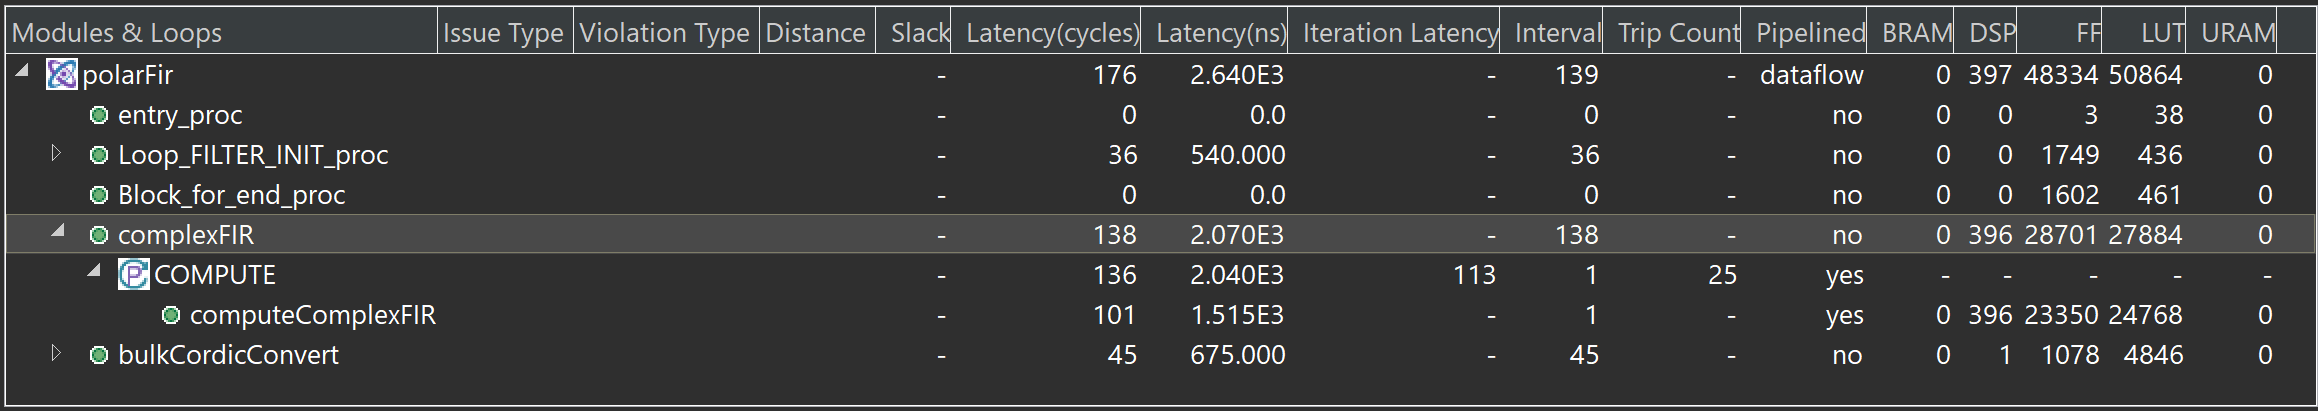 Modules & Loops Issue Type Violation Type Distance Slack Latency(cycles) Latency(ns) Iteration Latency Interval Trip Count Pipelined BRAM DSP FF LUT URAM
polarFir - 176 2.640E3 - 139 - dataflow 0 397 48334 50864 0
entry_proc - 0 0.0 - 0 - no 0 0 3 38 0
Loop_FILTER_INIT_proc - 36 540.000 - 36 - no 0 0 1749 436 0
Block_for_end_proc - 0 0.0 - 0 - no 0 0 1602 461 0
complexFIR - 138 2.070E3 - 138 - no 0 396 28701 27884 0
P COMPUTE - 136 2.040E3 113 1 25 yes - - - - -
computeComplexFIR - 101 1.515E3 - 1 - yes 0 396 23350 24768 0
bulkCordicConvert - 45 675.000 - 45 - no 0 1 1078 4846 0